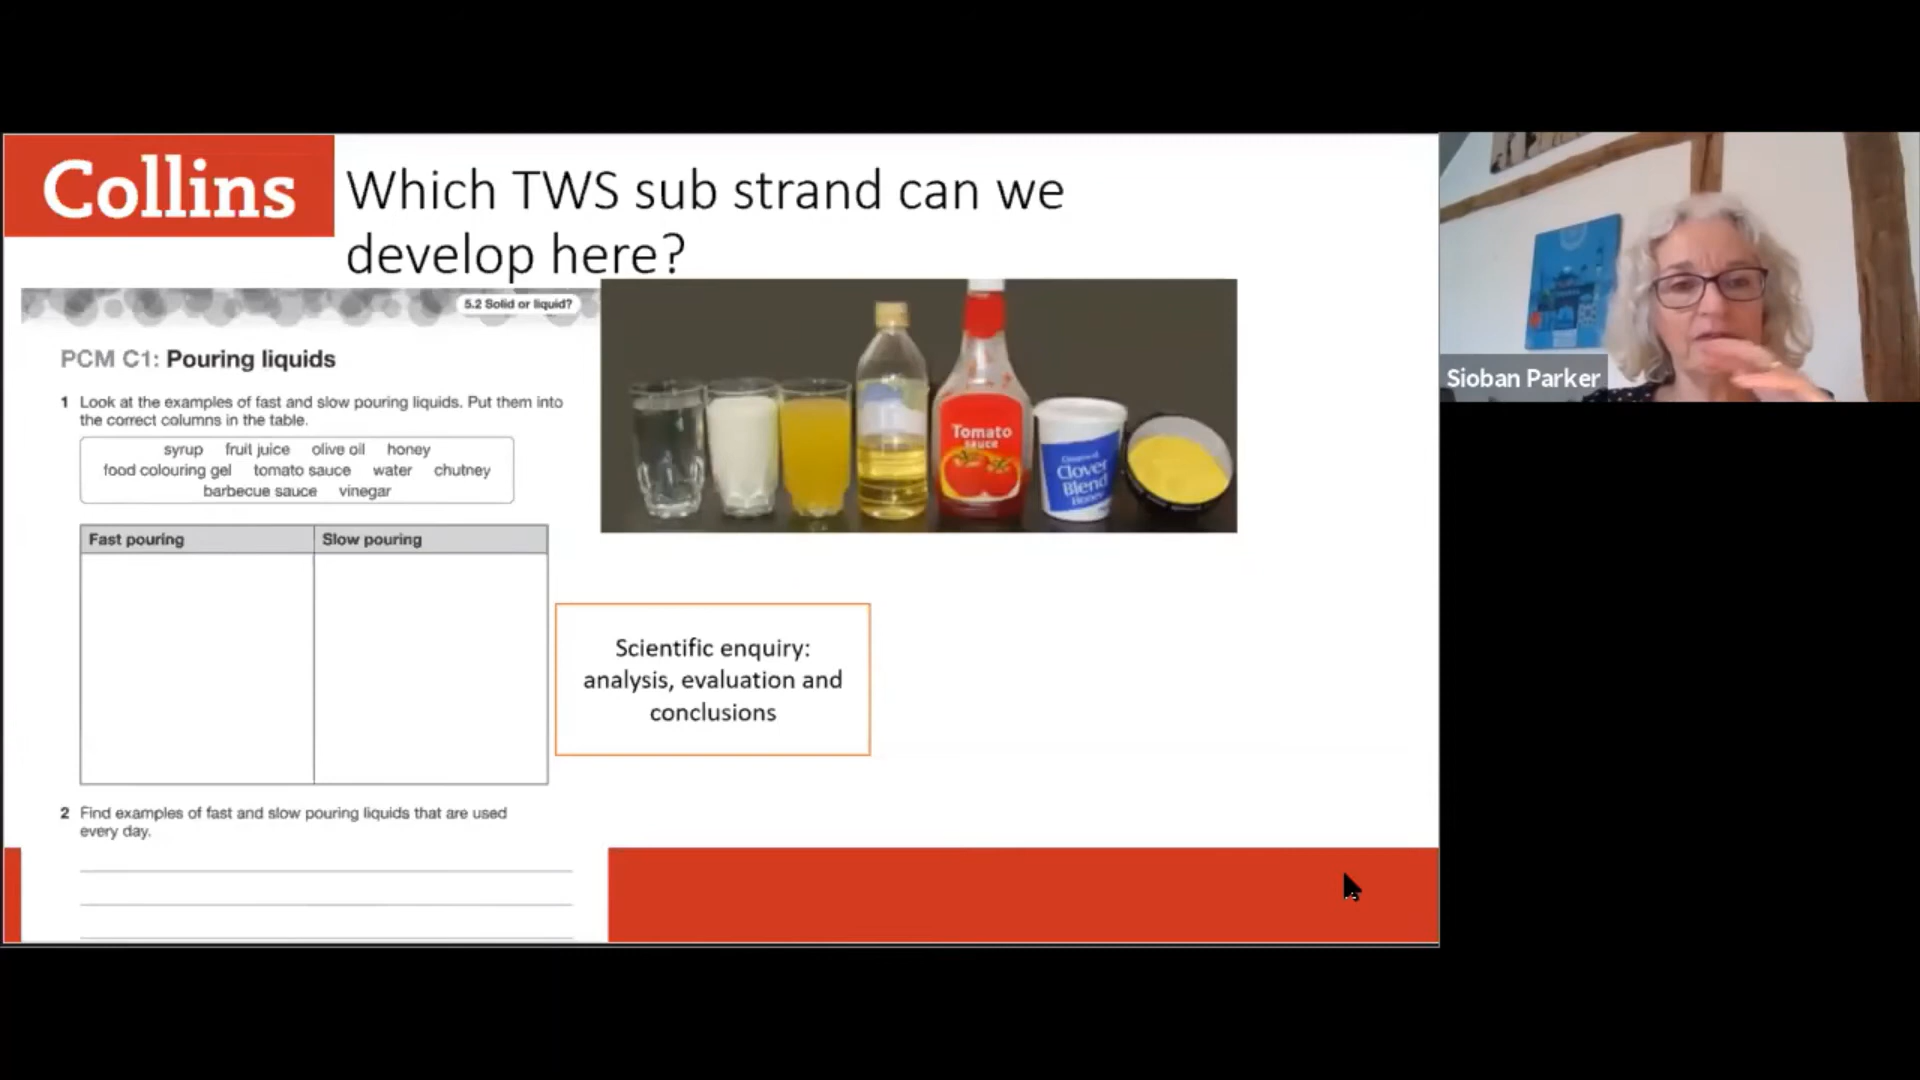 Collins
Which TWS sub strand can we
develop here?
5.2 Solid or liquid?
PCM C1: Pouring liquids
1 Look at the examples of fast and slow pouring liquids. Put them into
the correct columns in the table.
syrup fruit juice olive oil honey
food colouring gel tomato sauce water chutney
barbecue sauce vinegar
Fast pouring Slow pouring
2 Find examples of fast and slow pouring liquids that are used
every day.
Tomato
sauce
Clover
Blend
Honey
Scientific enquiry:
analysis, evaluation and
conclusions
Sioban Parker